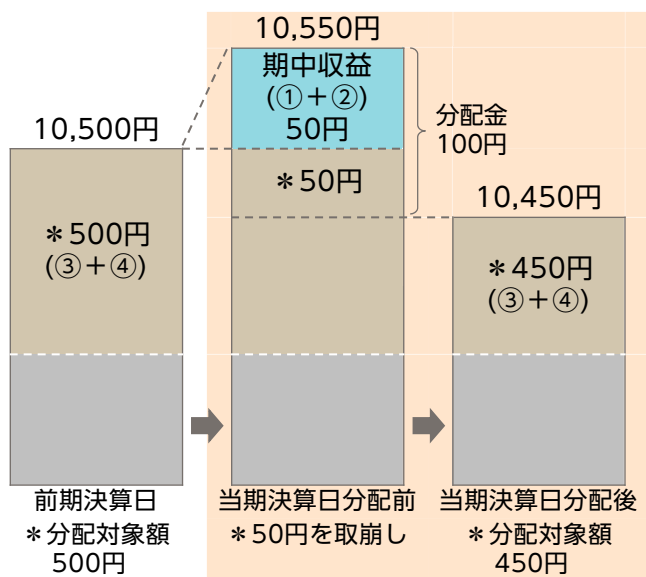 10,550円
期中収益
(①＋②)
50円
分配金
100円
10,500円
＊50円
10,450円
＊500円
(③＋④)
＊450円
(③＋④)
前期決算日
＊分配対象額
500円
当期決算日分配前
＊50円を取崩し
当期決算日分配後
＊分配対象額
450円